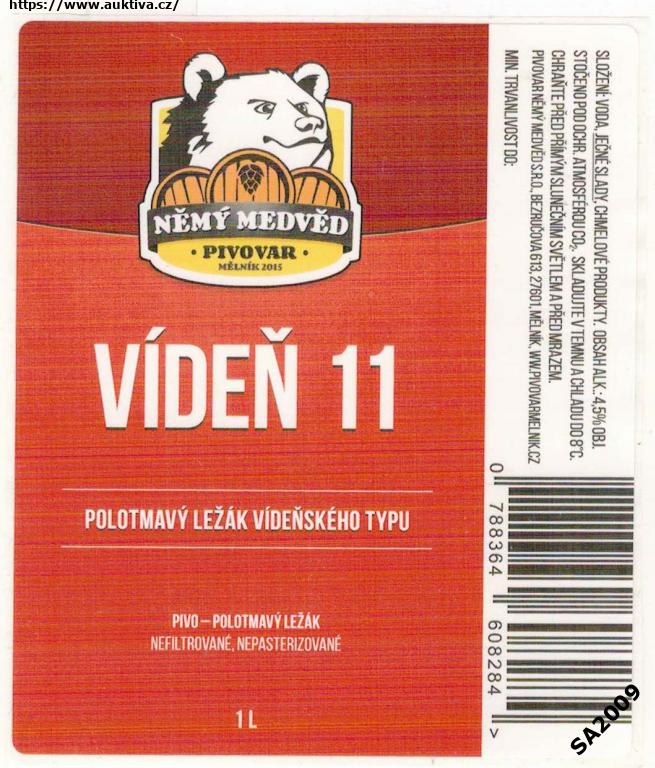 https://www.auktiva.cz/
NĚMÝ MEDVĚD
• PIVOVAR •
MĚLNÍK 2015
VÍDEŇ 11
POLOTMAVÝ LEŽÁK VÍDEŇSKÉHO TYPU
PIVO – POLOTMAVÝ LEŽÁK
NEFILTROVANÉ, NEPASTERIZOVANÉ
1 L
SLOŽENÍ: VODA, JEČNÉ SLADY, CHMELOVÉ PRODUKTY. OBSAH ALK.: 4,5% OBJ.
STOČENO POD OCHR. ATMOSFÉROU CO₂. SKLADUJTE V TEMNU A CHLADU DO 8°C.
CHRAŇTE PŘED PŘÍMÝM SLUNEČNÍM SVĚTLEM A PŘED MRAZEM.
PIVOVAR NĚMÝ MEDVĚD S.R.O., BEZRUČOVA 613, 27601, MĚLNÍK. WW.PIVOVARMELNIK.CZ
MIN. TRVANLIVOST DO:
0 788364 608284 >
SA2009